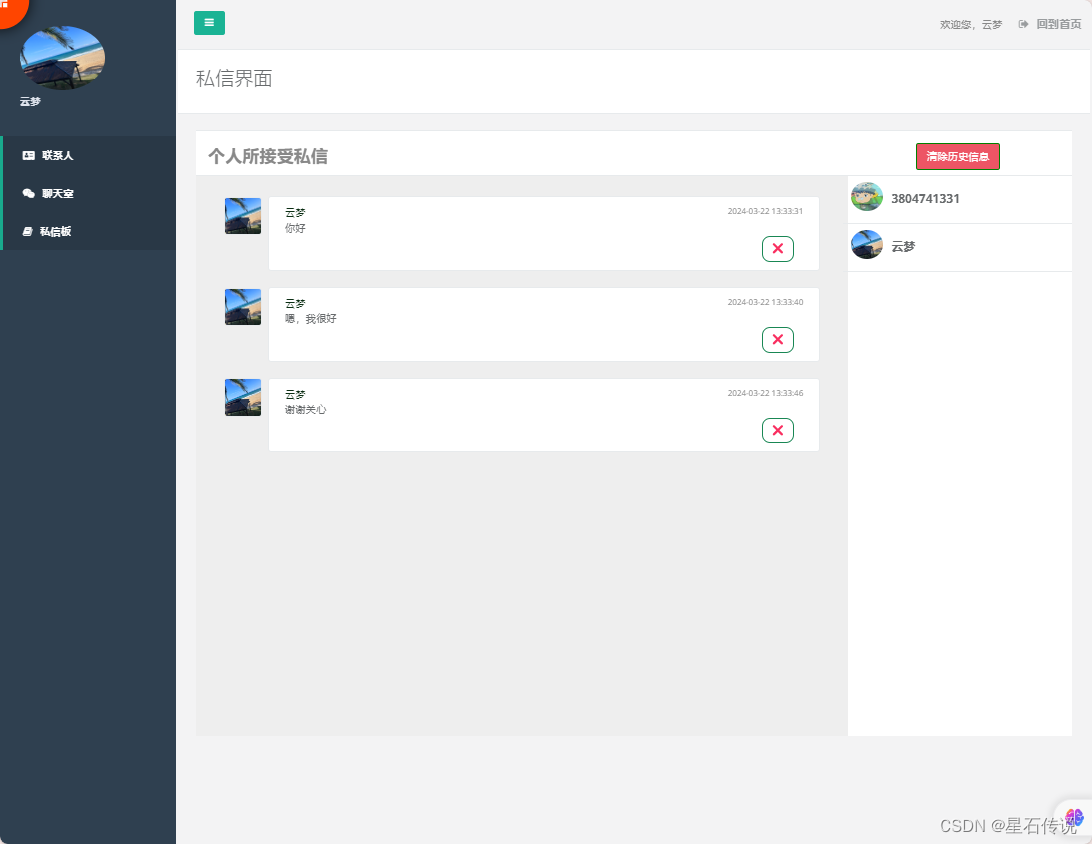 欢迎您，云梦 回到首页
云梦
私信界面
联系人
聊天室
私信板
个人所接受私信
清除历史信息
云梦 2024-03-22 13:33:31
你好
云梦 2024-03-22 13:33:40
嗯，我很好
云梦 2024-03-22 13:33:46
谢谢关心
3804741331
云梦
CSDN @星石传说